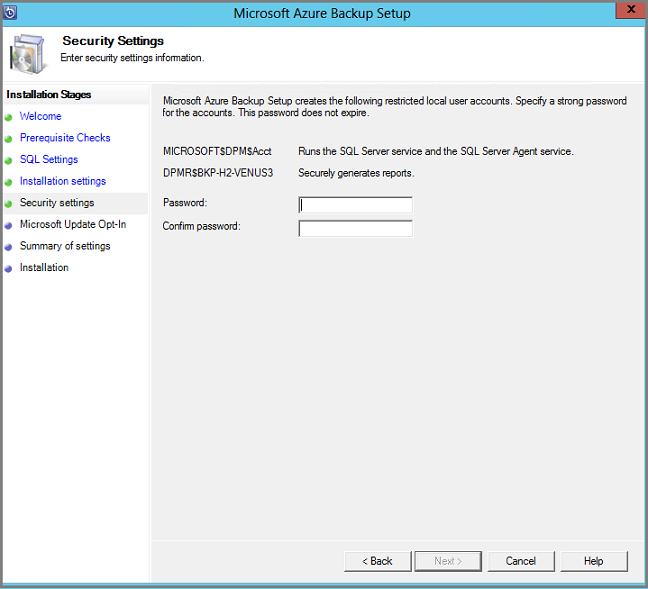 Microsoft Azure Backup Setup
x
Security Settings
Enter security settings information.
Installation Stages
Welcome
Prerequisite Checks
SQL Settings
Installation settings
Security settings
Microsoft Update Opt-In
Summary of settings
Installation
Microsoft Azure Backup Setup creates the following restricted local user accounts. Specify a strong password
for the accounts. This password does not expire.
MICROSOFT$DPM$Acct Runs the SQL Server service and the SQL Server Agent service.
DPMR$BKP-H2-VENUS3 Securely generates reports.
Password:
Confirm password:
< Back Next > Cancel Help